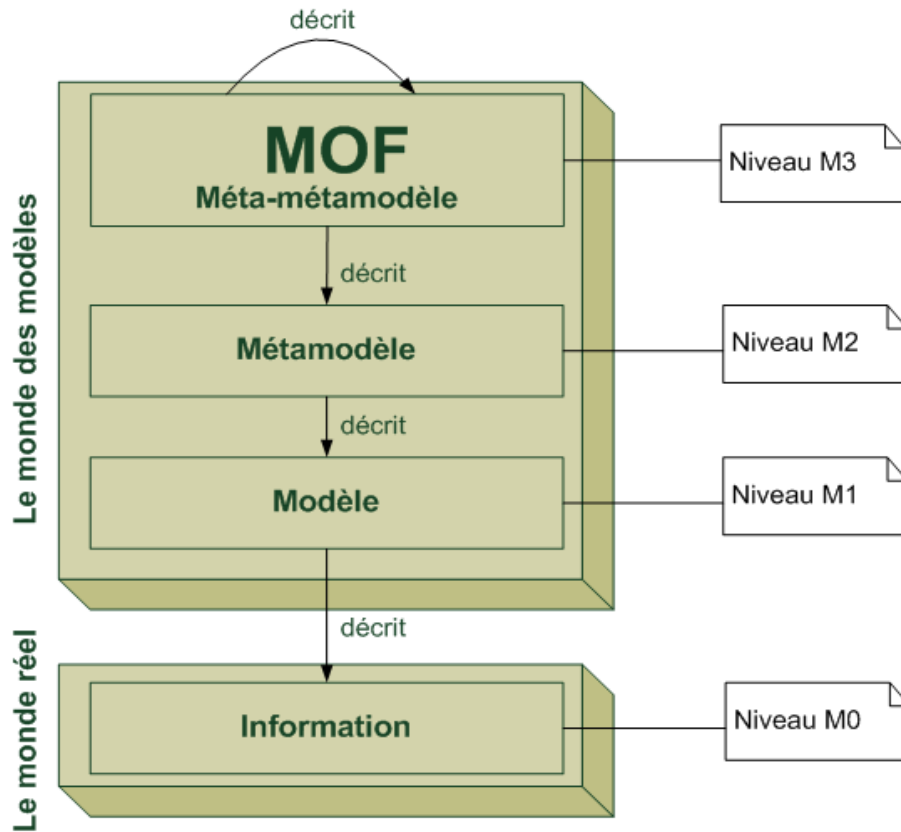 décrit
MOF
Méta-métamodèle
Niveau M3
décrit
Métamodèle
Niveau M2
décrit
Modèle
Niveau M1
Le monde des modèles
décrit
Information
Niveau M0
Le monde réel